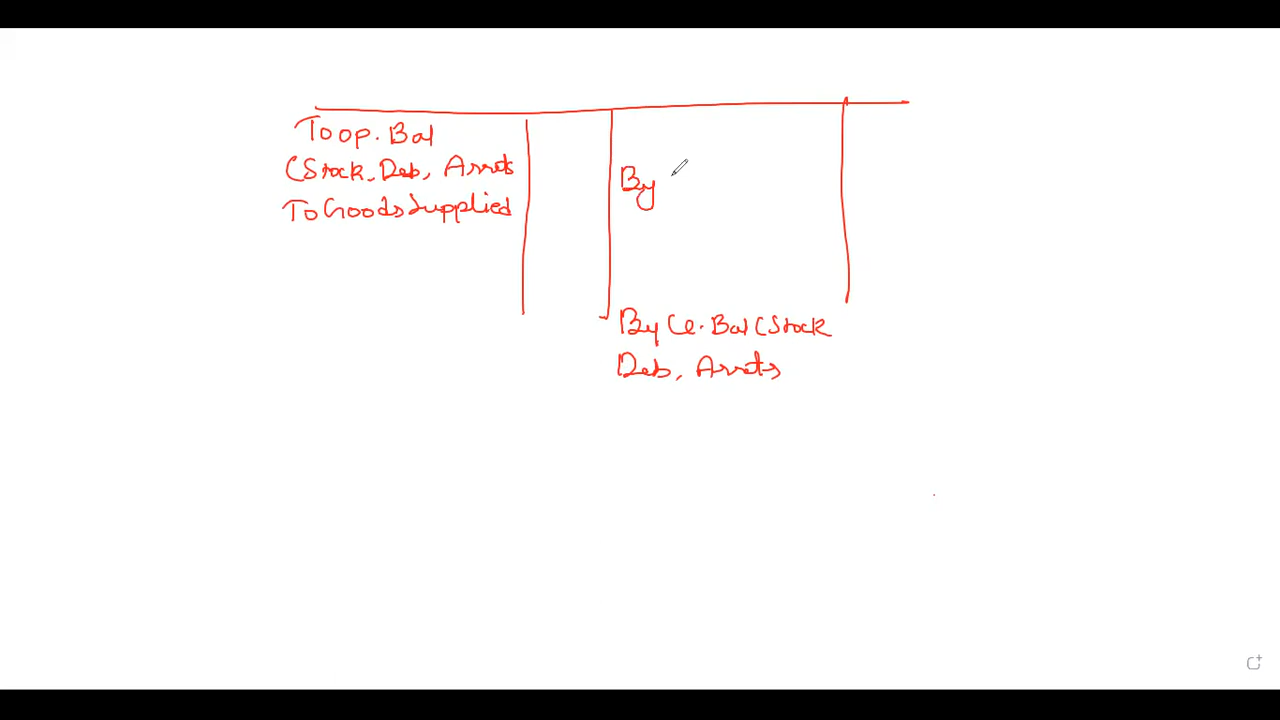 To op. Bal
(Stock, Deb, Assets
To Goods Supplied
By
By Cl. Bal (Stock
Deb, Assets